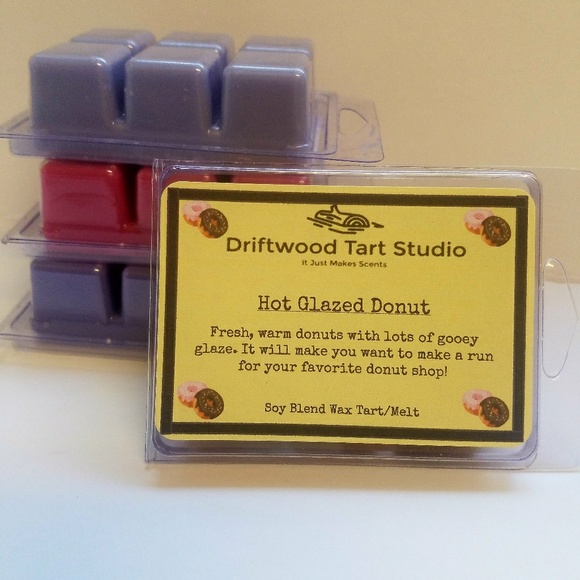 Driftwood Tart Studio
It Just Makes Scents
Hot Glazed Donut
Fresh, warm donuts with lots of gooey
glaze. It will make you want to make a run
for your favorite donut shop!
Soy Blend Wax Tart/Melt